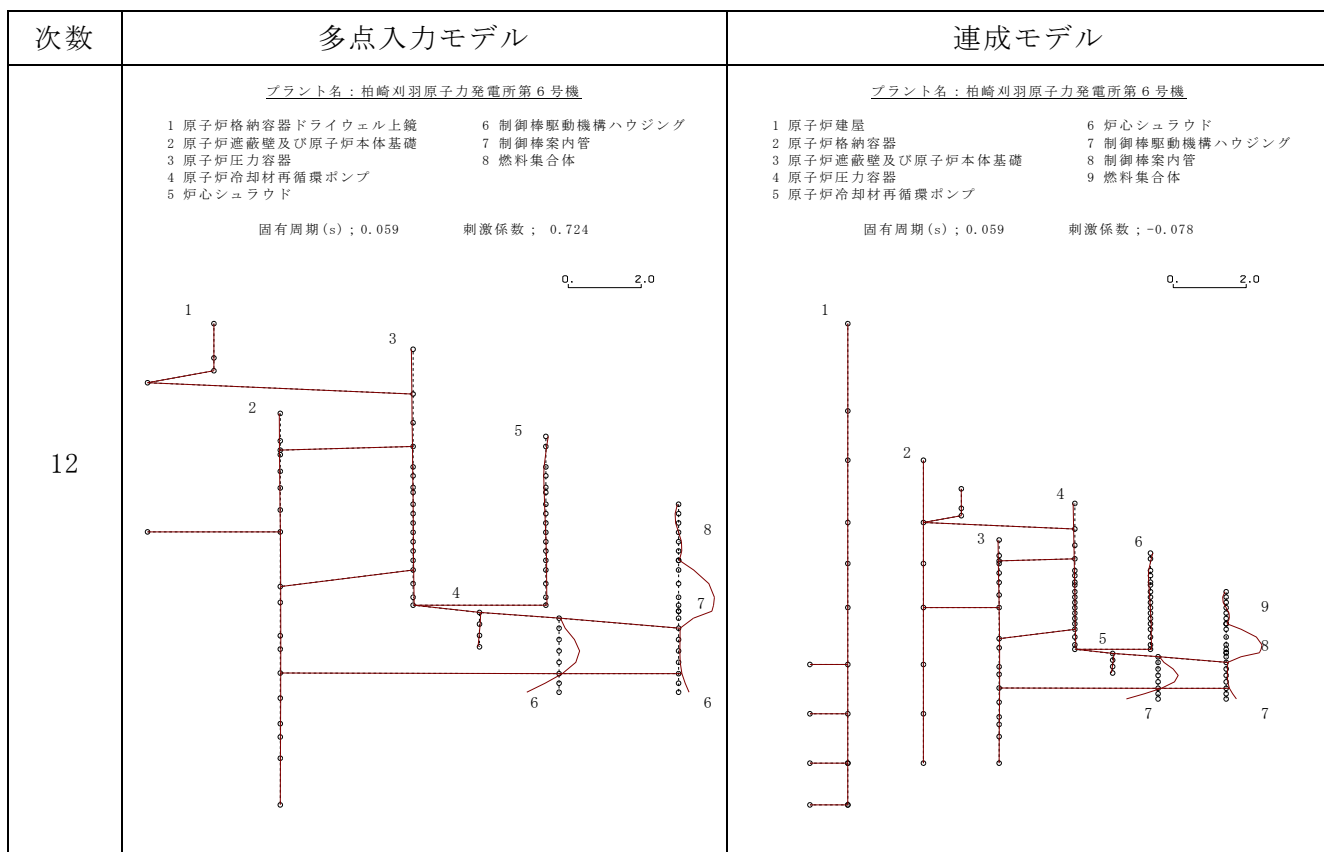 次数 多点入力モデル 連成モデル
12
プラント名：柏崎刈羽原子力発電所第６号機
1 原子炉格納容器ドライウェル上鏡 6 制御棒駆動機構ハウジング
2 原子炉遮蔽壁及び原子炉本体基礎 7 制御棒案内管
3 原子炉圧力容器 8 燃料集合体
4 原子炉冷却材再循環ポンプ
5 炉心シュラウド
固有周期(s)；0.059 刺激係数； 0.724
0. 2.0
1
3
2
5
8
4
7
6 6
プラント名：柏崎刈羽原子力発電所第６号機
1 原子炉建屋 6 炉心シュラウド
2 原子炉格納容器 7 制御棒駆動機構ハウジング
3 原子炉遮蔽壁及び原子炉本体基礎 8 制御棒案内管
4 原子炉圧力容器 9 燃料集合体
5 原子炉冷却材再循環ポンプ
固有周期(s)；0.059 刺激係数；-0.078
0. 2.0
1
2
4
3 6
9
5 8
7 7